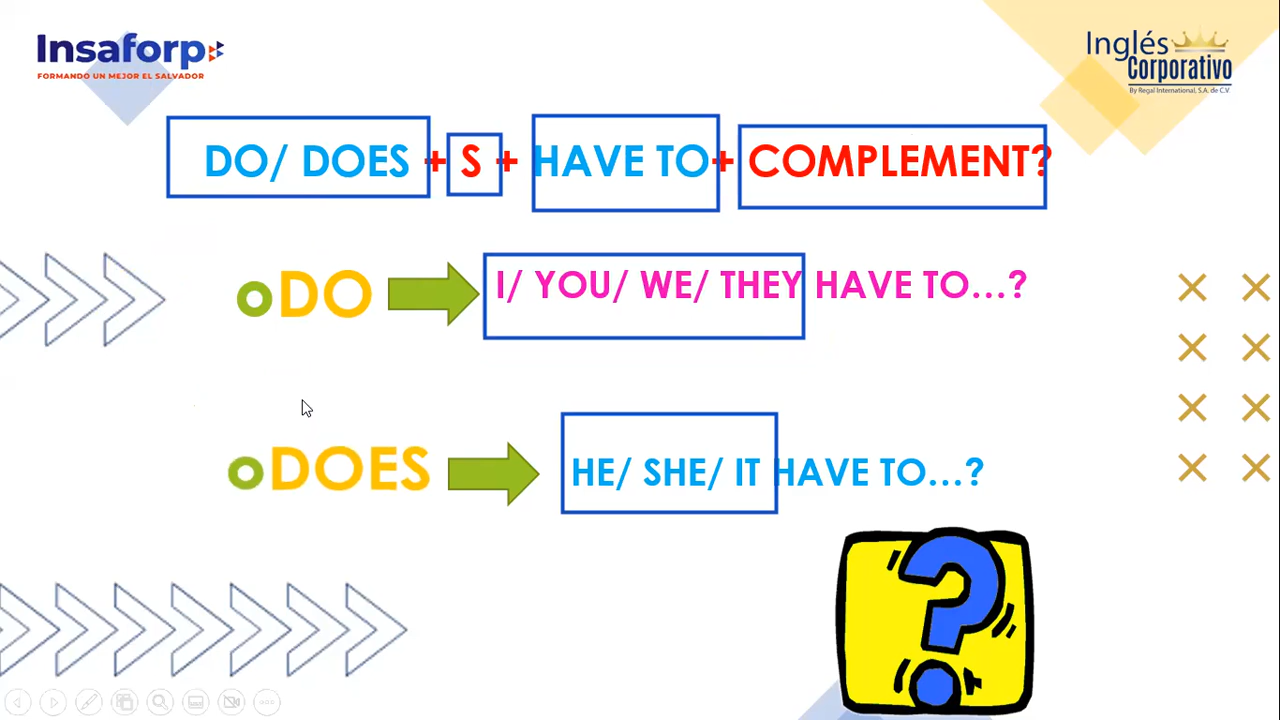 Insaforp
FORMANDO UN MEJOR EL SALVADOR
Inglés
Corporativo
By Regal International, S.A. de C.V.
DO/ DOES + S + HAVE TO+ COMPLEMENT?
DO I/ YOU/ WE/ THEY HAVE TO...?
DOES HE/ SHE/ IT HAVE TO...?
?